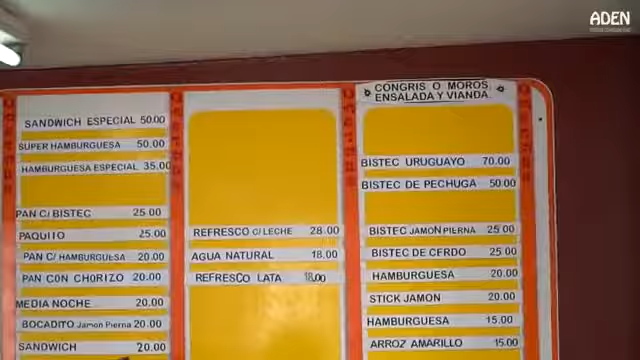 ADEN
SANDWICH ESPECIAL 50.00
SUPER HAMBURGUESA 50.00
HAMBURGUESA ESPECIAL 35.00
PAN C/ BISTEC 25.00
PAQUITO 25.00
PAN C/ HAMBURGUESA 20.00
PAN CON CHORIZO 20.00
MEDIA NOCHE 20.00
BOCADITO Jamon Pierna 20.00
SANDWICH 20.00
REFRESCO C/ LECHE 28.00
AGUA NATURAL 18.00
REFRESCO LATA 18.00
CONGRIS O MOROS
ENSALADA Y VIANDA
BISTEC URUGUAYO 70.00
BISTEC DE PECHUGA 50.00
BISTEC JAMON PIERNA 25.00
BISTEC DE CERDO 25.00
HAMBURGUESA 20.00
STICK JAMON 20.00
HAMBURGUESA 15.00
ARROZ AMARILLO 15.00